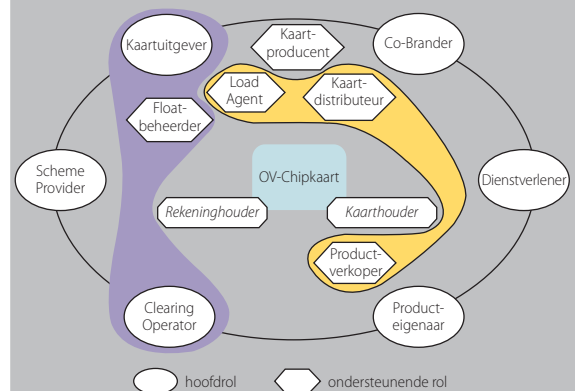 Kaartuitgever
Kaart-
producent
Co-Brander
Load
Agent
Kaart-
distributeur
Float-
beheerder
Scheme
Provider
OV-Chipkaart
Dienstverlener
Rekeninghouder
Kaarthouder
Product-
verkoper
Clearing
Operator
Product-
eigenaar
hoofdrol
ondersteunende rol